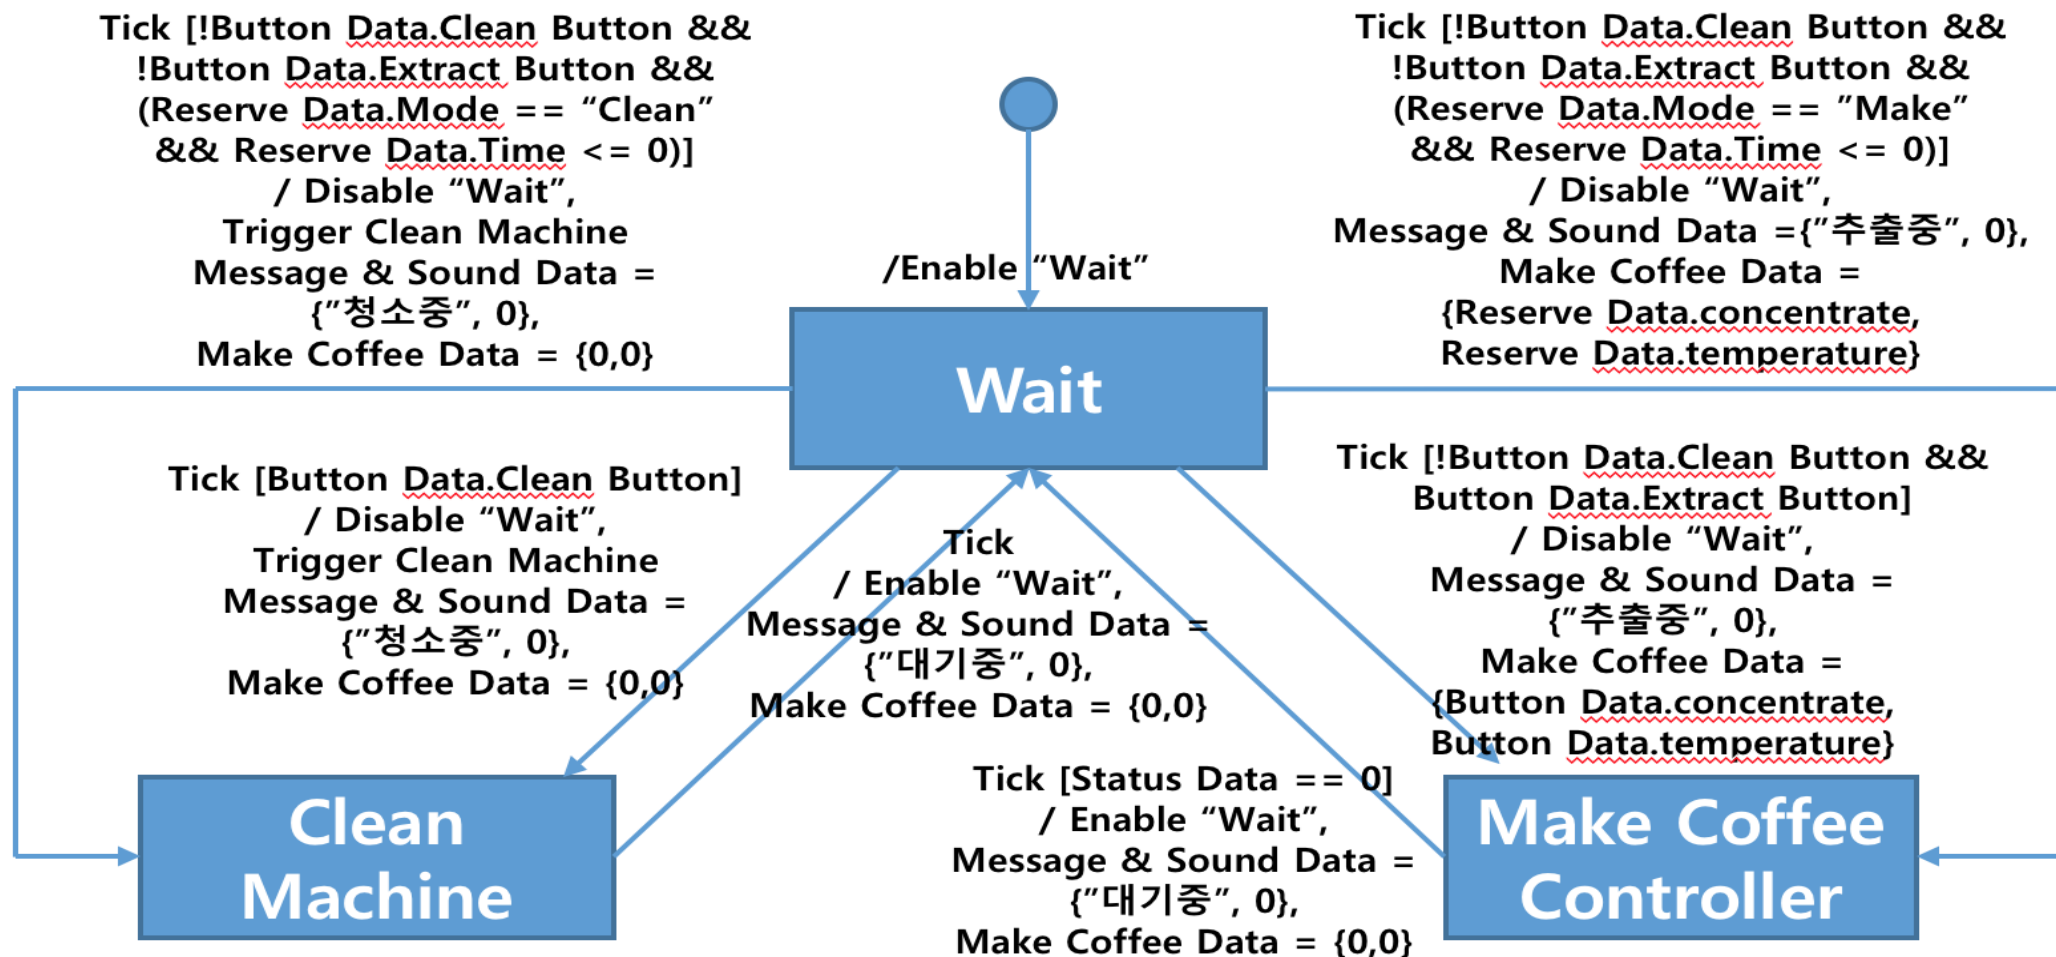 Tick [!Button Data.Clean Button &&
!Button Data.Extract Button &&
(Reserve Data.Mode == “Clean”
&& Reserve Data.Time <= 0)]
/ Disable “Wait”,
Trigger Clean Machine
Message & Sound Data =
{”청소중”, 0},
Make Coffee Data = {0,0}
/Enable “Wait”
Tick [!Button Data.Clean Button &&
!Button Data.Extract Button &&
(Reserve Data.Mode == ”Make”
&& Reserve Data.Time <= 0)]
/ Disable “Wait”,
Message & Sound Data ={”추출중”, 0},
Make Coffee Data =
{Reserve Data.concentrate,
Reserve Data.temperature}
Wait
Tick [Button Data.Clean Button]
/ Disable “Wait”,
Trigger Clean Machine
Message & Sound Data =
{”청소중”, 0},
Make Coffee Data = {0,0}
Tick
/ Enable “Wait”,
Message & Sound Data =
{”대기중”, 0},
Make Coffee Data = {0,0}
Tick [!Button Data.Clean Button &&
Button Data.Extract Button]
/ Disable “Wait”,
Message & Sound Data =
{”추출중”, 0},
Make Coffee Data =
{Button Data.concentrate,
Button Data.temperature}
Tick [Status Data == 0]
/ Enable “Wait”,
Message & Sound Data =
{”대기중”, 0},
Make Coffee Data = {0,0}
Clean
Machine
Make Coffee
Controller